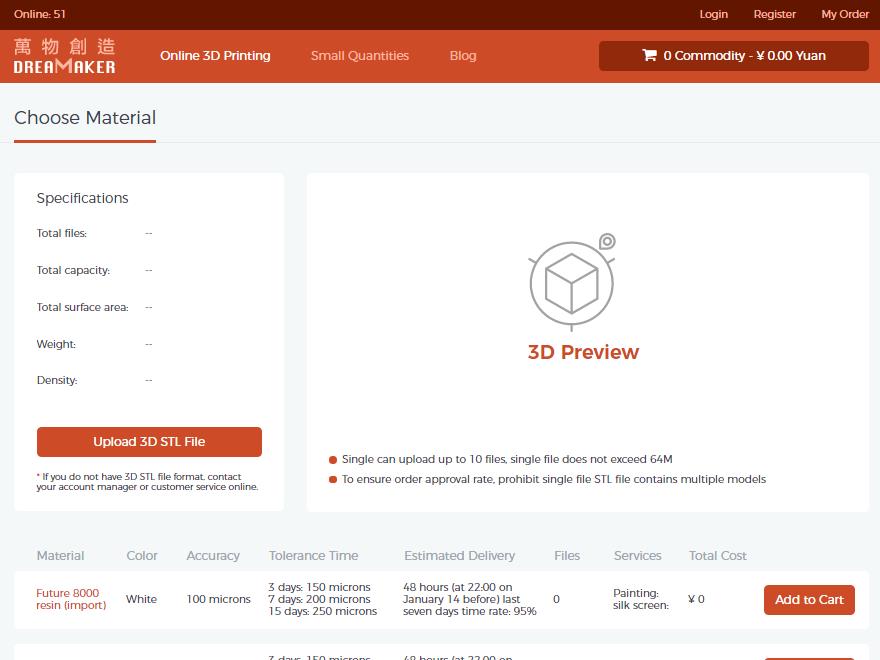 Online: 51
Login
Register
My Order
萬物創造
DREAMAKER
Online 3D Printing
Small Quantities
Blog
0 Commodity - ¥ 0.00 Yuan
Choose Material
Specifications
Total files: --
Total capacity: --
Total surface area: --
Weight: --
Density: --
Upload 3D STL File
* If you do not have 3D STL file format, contact
your account manager or customer service online.
3D Preview
Single can upload up to 10 files, single file does not exceed 64M
To ensure order approval rate, prohibit single file STL file contains multiple models
Material Color Accuracy Tolerance Time Estimated Delivery Files Services Total Cost
Future 8000
resin (import)
White
100 microns
3 days: 150 microns
7 days: 200 microns
15 days: 250 microns
48 hours (at 22:00 on
January 14 before) last
seven days time rate: 95%
0
Painting:
silk screen:
¥ 0
Add to Cart
3 days: 150 microns
48 hours (at 22:00 on